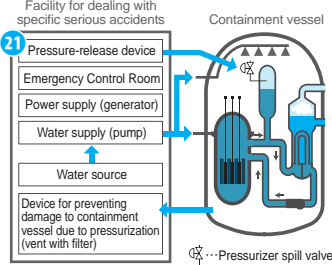 Facility for dealing with
specific serious accidents
Containment vessel
21
Pressure-release device
Emergency Control Room
Power supply (generator)
Water supply (pump)
Water source
Device for preventing
damage to containment
vessel due to pressurization
(vent with filter)
···Pressurizer spill valve